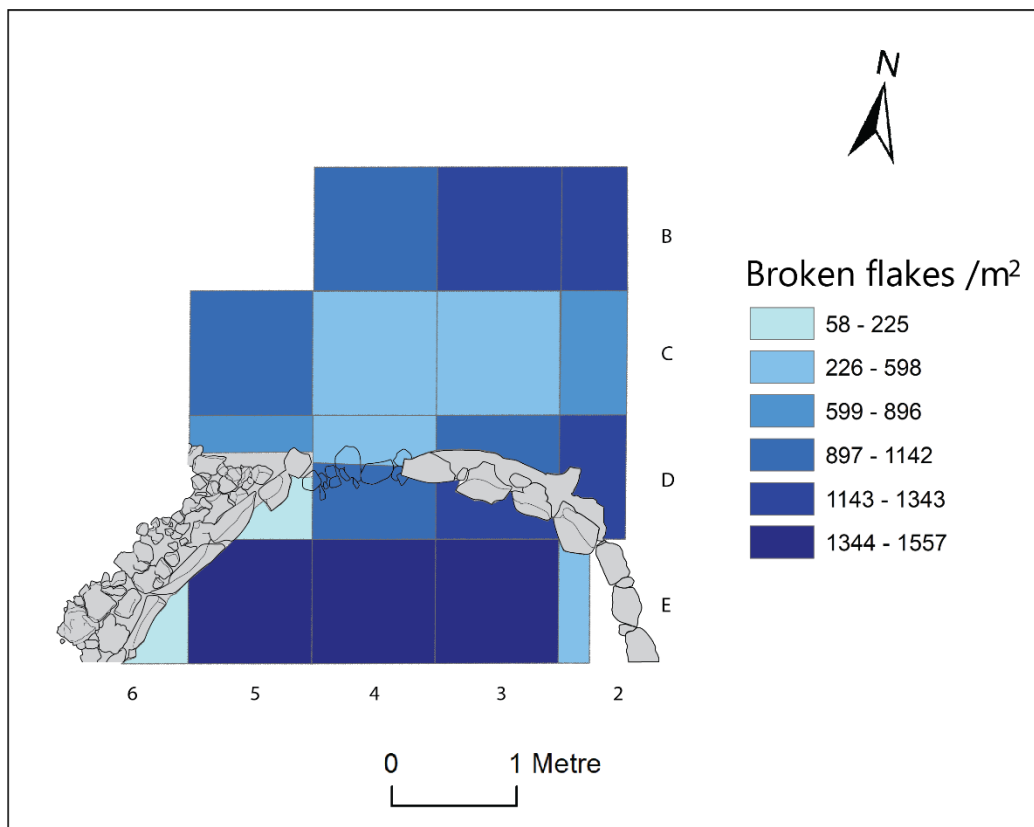 N
B
C
D
E
6 5 4 3 2
0 1 Metre
Broken flakes /m²
58 - 225
226 - 598
599 - 896
897 - 1142
1143 - 1343
1344 - 1557